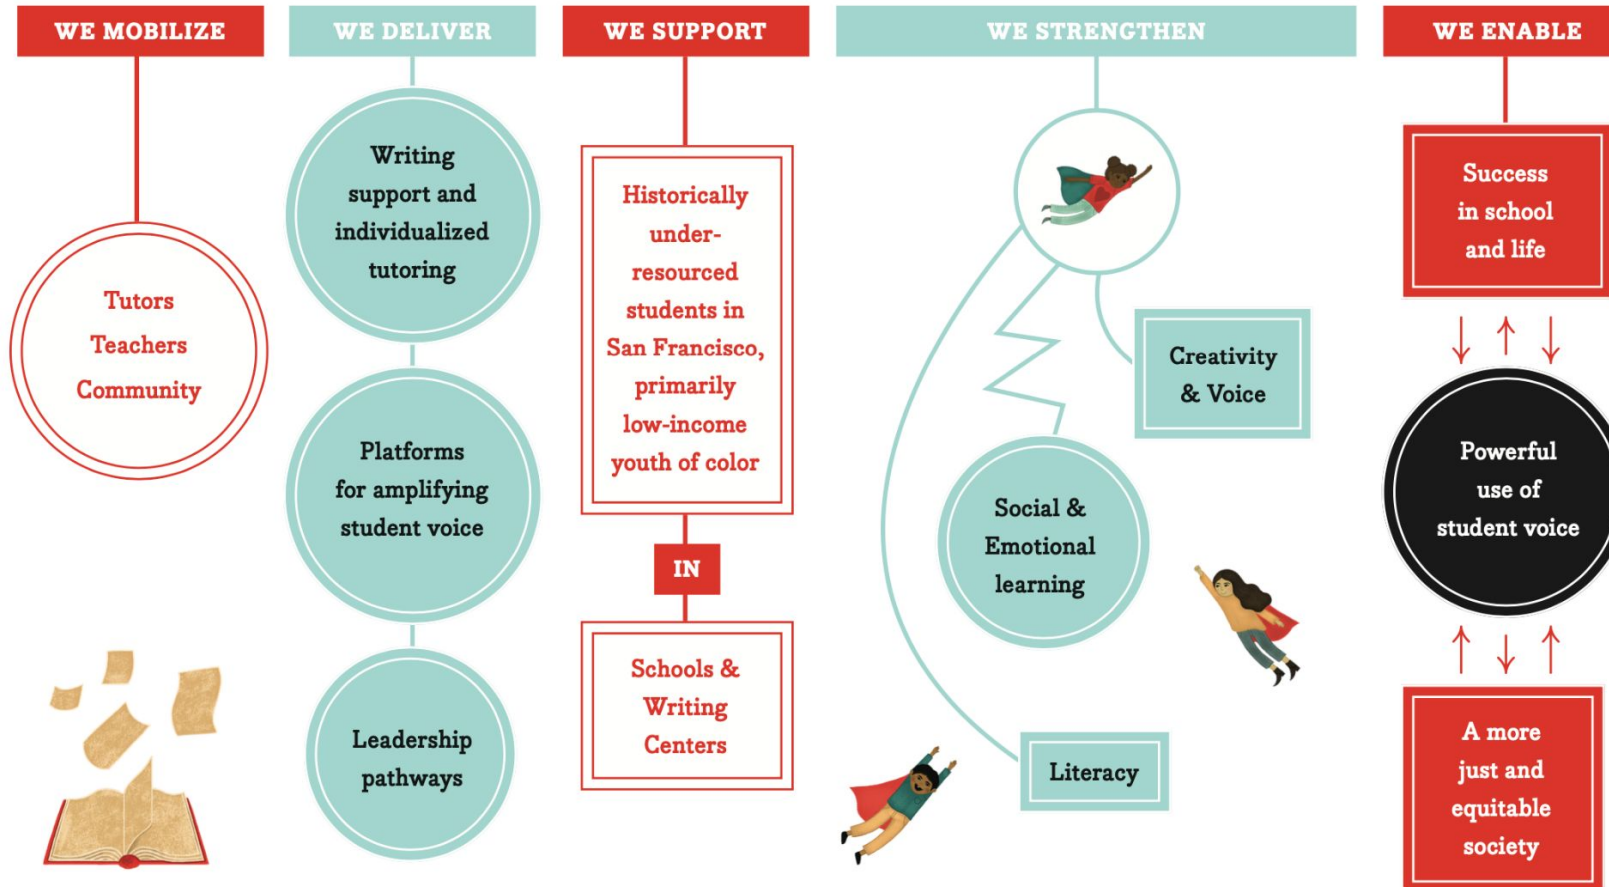 WE MOBILIZE
Tutors
Teachers
Community
WE DELIVER
Writing
support and
individualized
tutoring
Platforms
for amplifying
student voice
Leadership
pathways
WE SUPPORT
Historically
under-
resourced
students in
San Francisco,
primarily
low-income
youth of color
IN
Schools &
Writing
Centers
WE STRENGTHEN
Creativity
& Voice
Social &
Emotional
learning
Literacy
WE ENABLE
Success
in school
and life
Powerful
use of
student voice
A more
just and
equitable
society